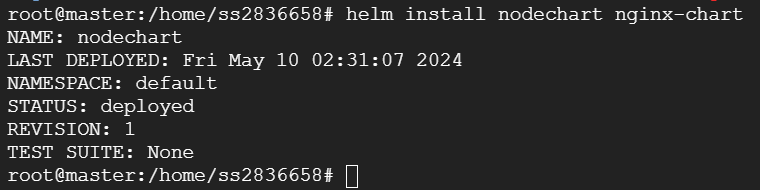 root@master:/home/ss2836658# helm install nodechart nginx-chart
NAME: nodechart
LAST DEPLOYED: Fri May 10 02:31:07 2024
NAMESPACE: default
STATUS: deployed
REVISION: 1
TEST SUITE: None
root@master:/home/ss2836658#